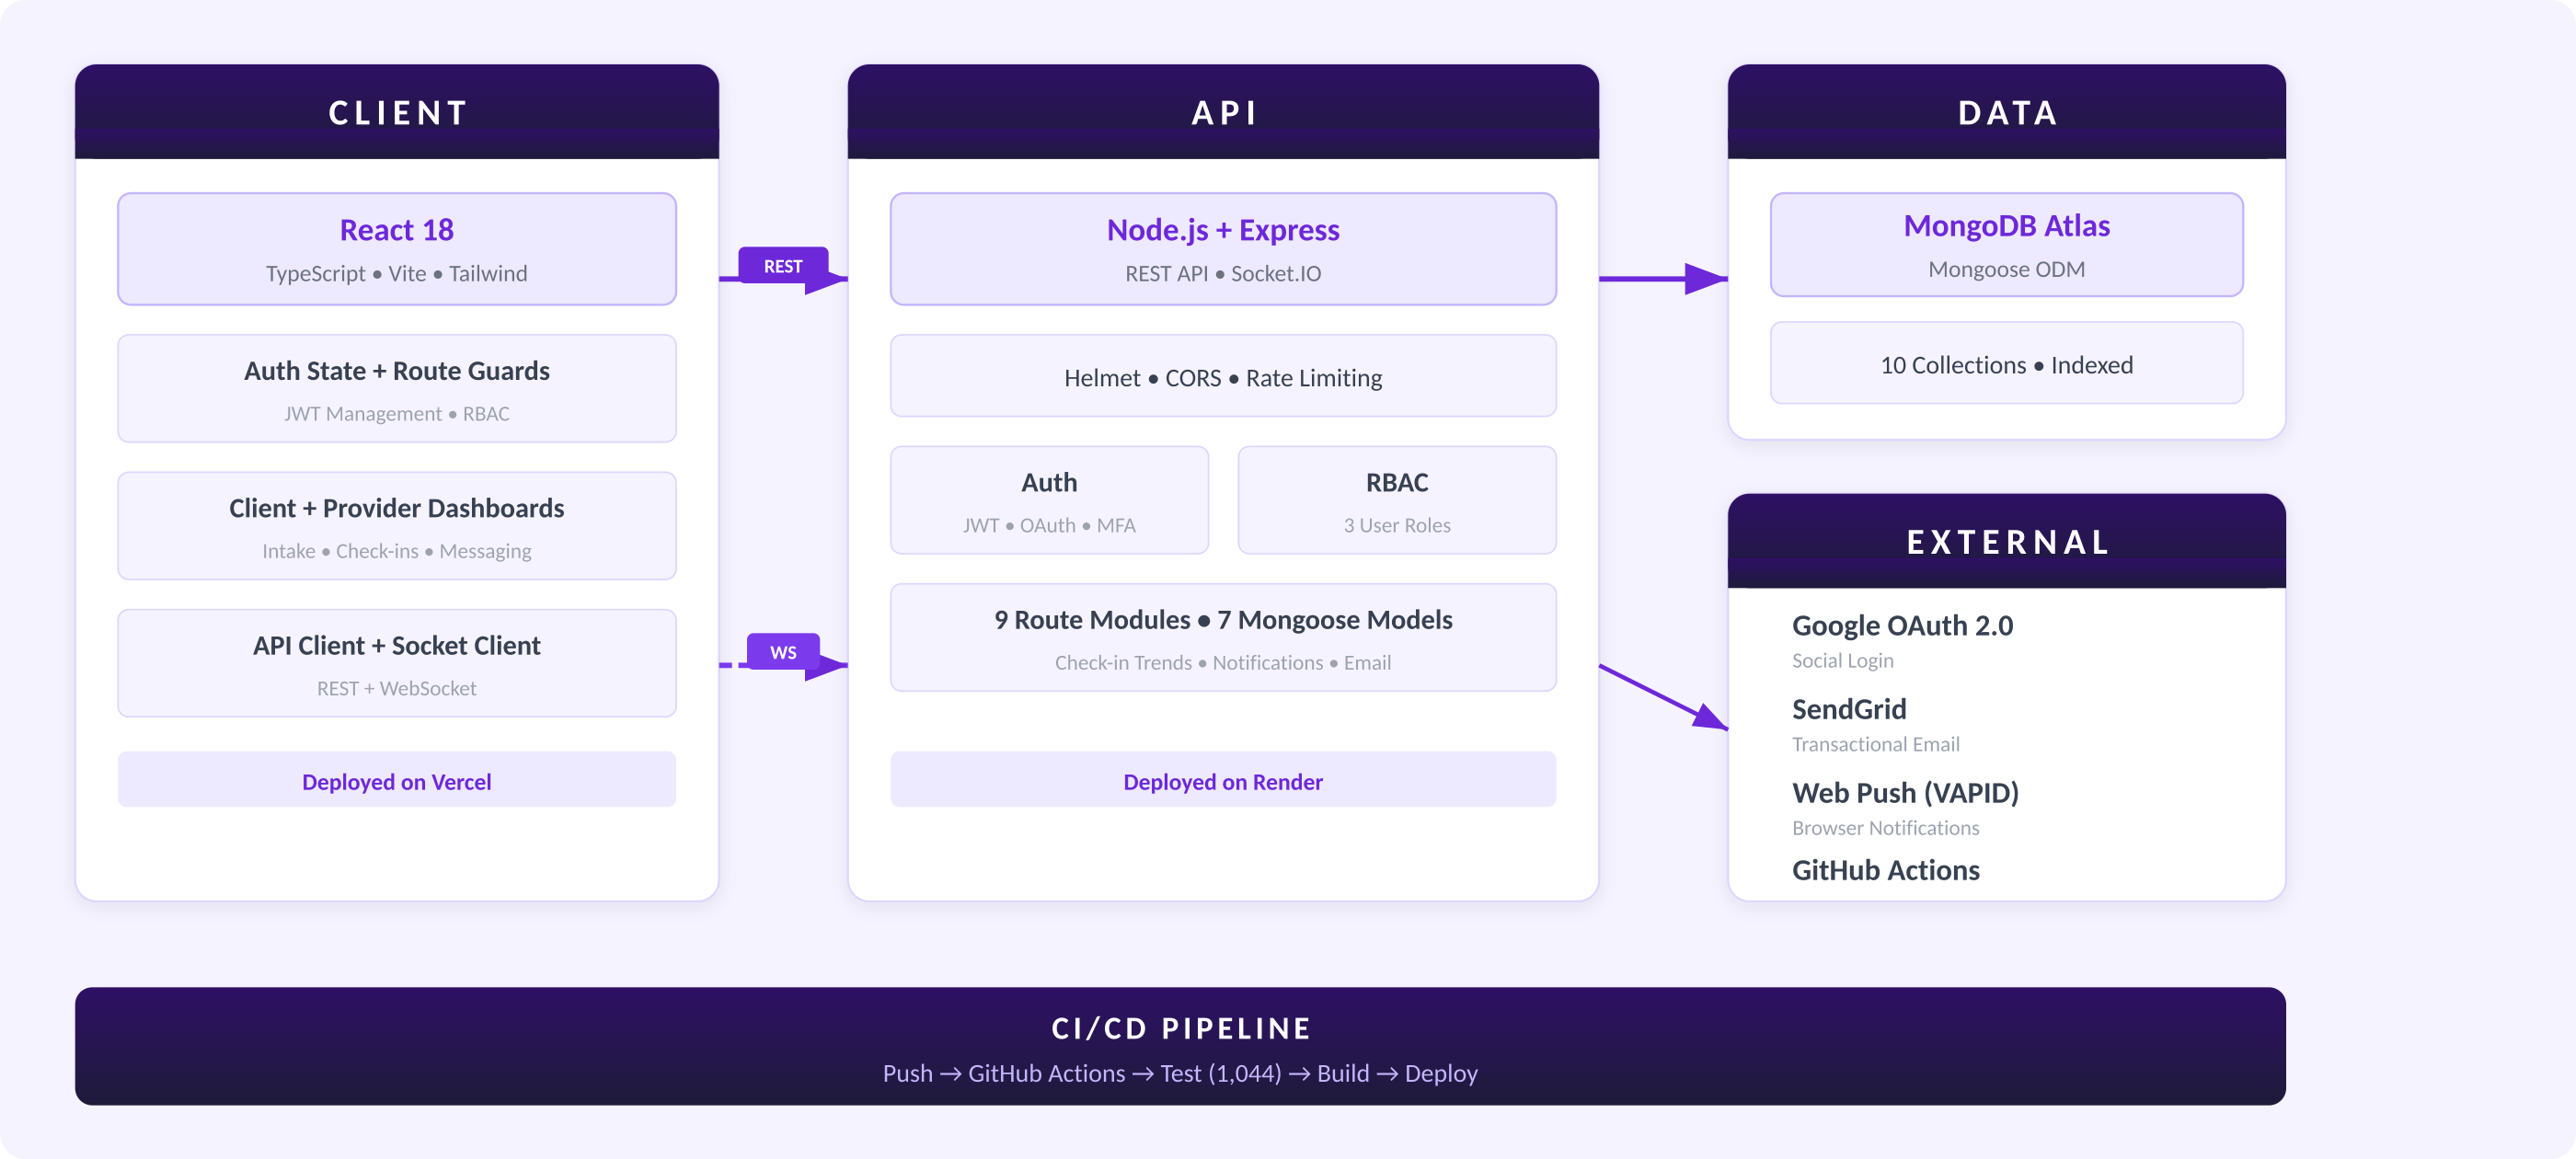 CLIENT
React 18
TypeScript • Vite • Tailwind
Auth State + Route Guards
JWT Management • RBAC
Client + Provider Dashboards
Intake • Check-ins • Messaging
API Client + Socket Client
REST + WebSocket
Deployed on Vercel
REST
WS
API
Node.js + Express
REST API • Socket.IO
Helmet • CORS • Rate Limiting
Auth
JWT • OAuth • MFA
RBAC
3 User Roles
9 Route Modules • 7 Mongoose Models
Check-in Trends • Notifications • Email
Deployed on Render
DATA
MongoDB Atlas
Mongoose ODM
10 Collections • Indexed
EXTERNAL
Google OAuth 2.0
Social Login
SendGrid
Transactional Email
Web Push (VAPID)
Browser Notifications
GitHub Actions
CI/CD PIPELINE
Push → GitHub Actions → Test (1,044) → Build → Deploy